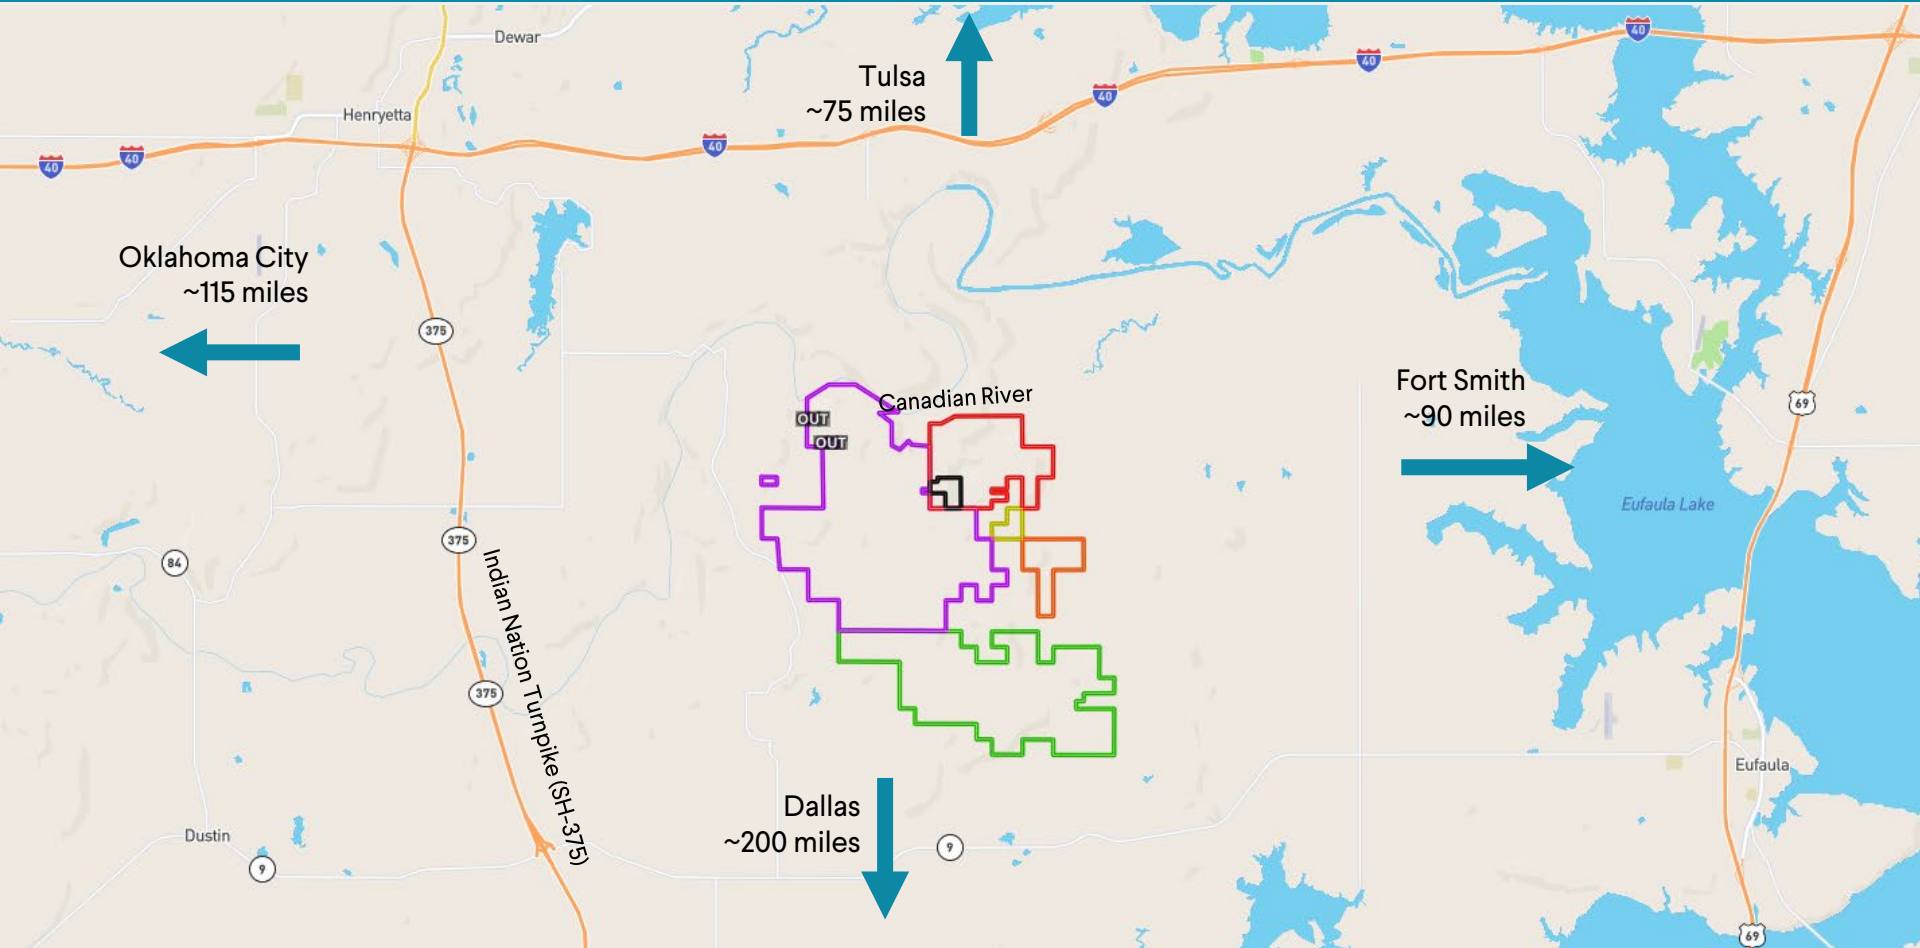 Dewar
40
Tulsa
~75 miles
40
40
Henryetta
40
40
40
Oklahoma City
~115 miles
375
Fort Smith
~90 miles
Canadian River
69
OUT
OUT
Eufaula Lake
375
84
Indian Nation Turnpike (SH-375)
375
Eufaula
Dallas
~200 miles
Dustin
9
9
69